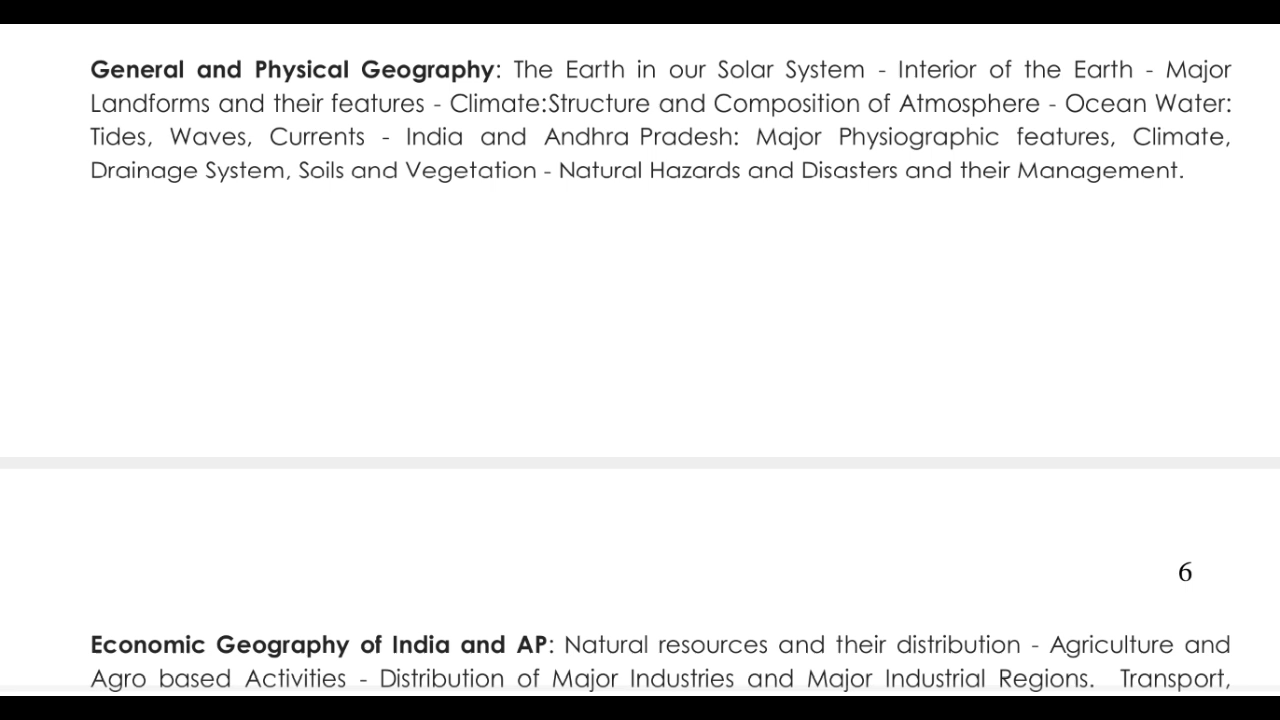 General and Physical Geography: The Earth in our Solar System - Interior of the Earth - Major
Landforms and their features - Climate:Structure and Composition of Atmosphere - Ocean Water:
Tides, Waves, Currents - India and Andhra Pradesh: Major Physiographic features, Climate,
Drainage System, Soils and Vegetation - Natural Hazards and Disasters and their Management.
6
Economic Geography of India and AP: Natural resources and their distribution - Agriculture and
Agro based Activities - Distribution of Major Industries and Major Industrial Regions. Transport,